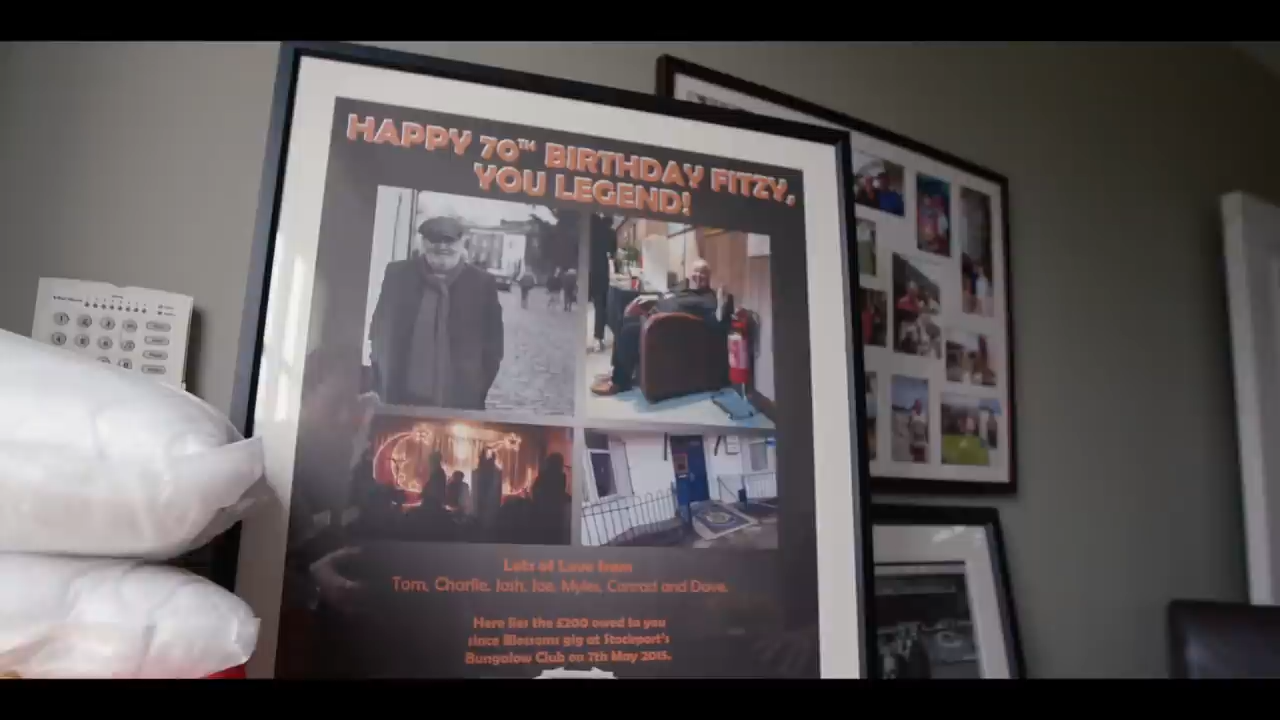 HAPPY 70TH BIRTHDAY FITZY,
YOU LEGEND!
Lots of Love from
Tom, Charlie, Josh, Joe, Myles, Conrad and Dave.
Here lies the £200 owed to you
since Blossoms gig at Stockport's
Bungalow Club on 7th May 2015.